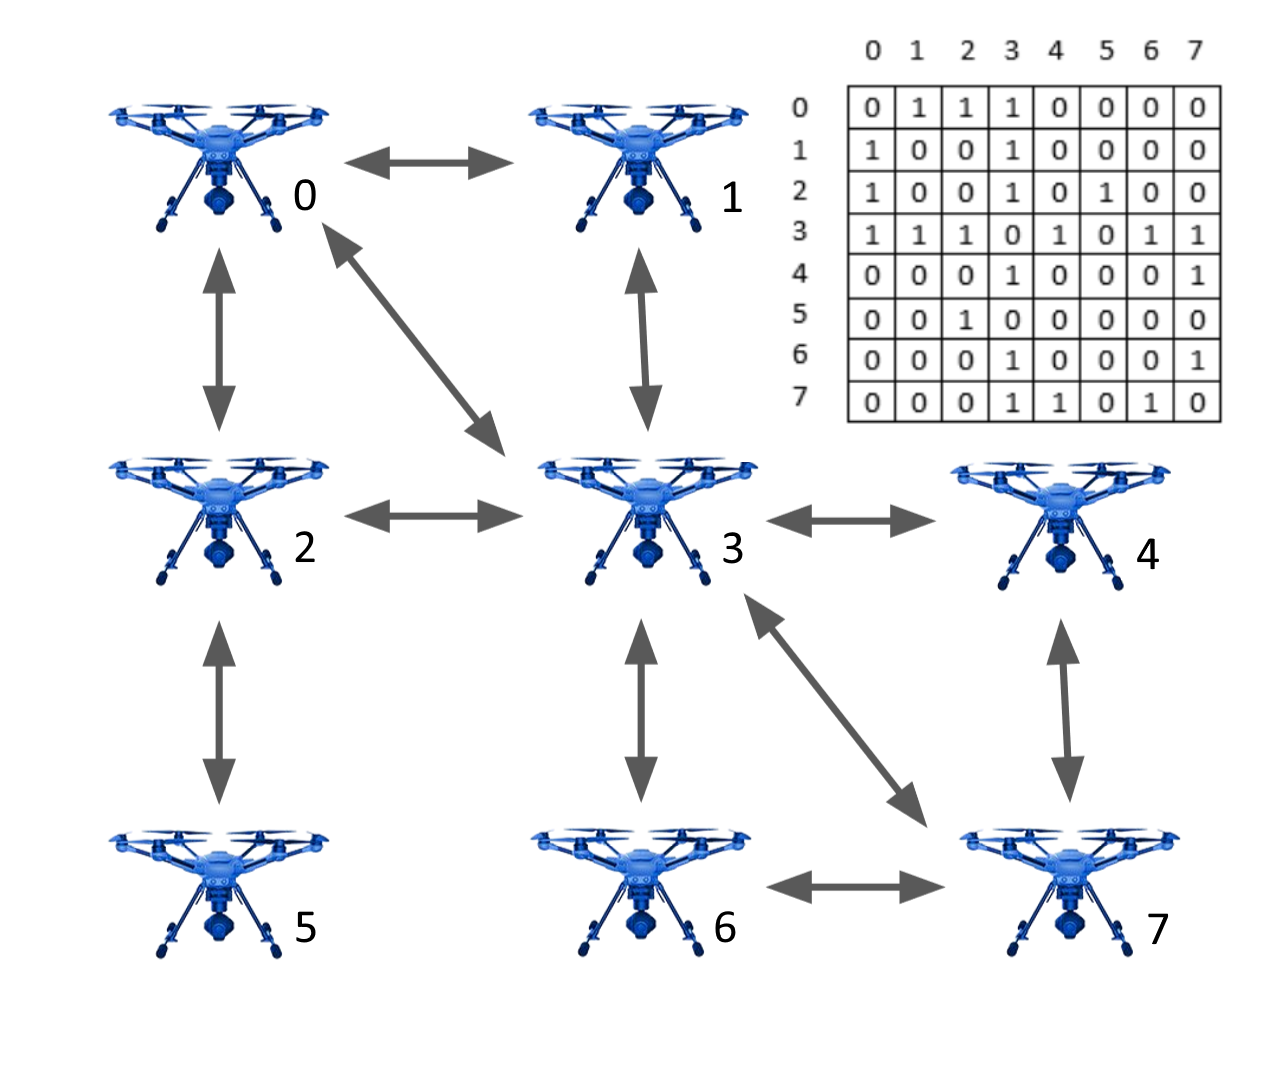 0 1 2 3 4 5 6 7
0 0 1 1 1 0 0 0 0
1 1 0 0 1 0 0 0 0
2 1 0 0 1 0 1 0 0
3 1 1 1 0 1 0 1 1
4 0 0 0 1 0 0 0 1
5 0 0 1 0 0 0 0 0
6 0 0 0 1 0 0 0 1
7 0 0 0 1 1 0 1 0
0 1
2 3 4
5 6 7